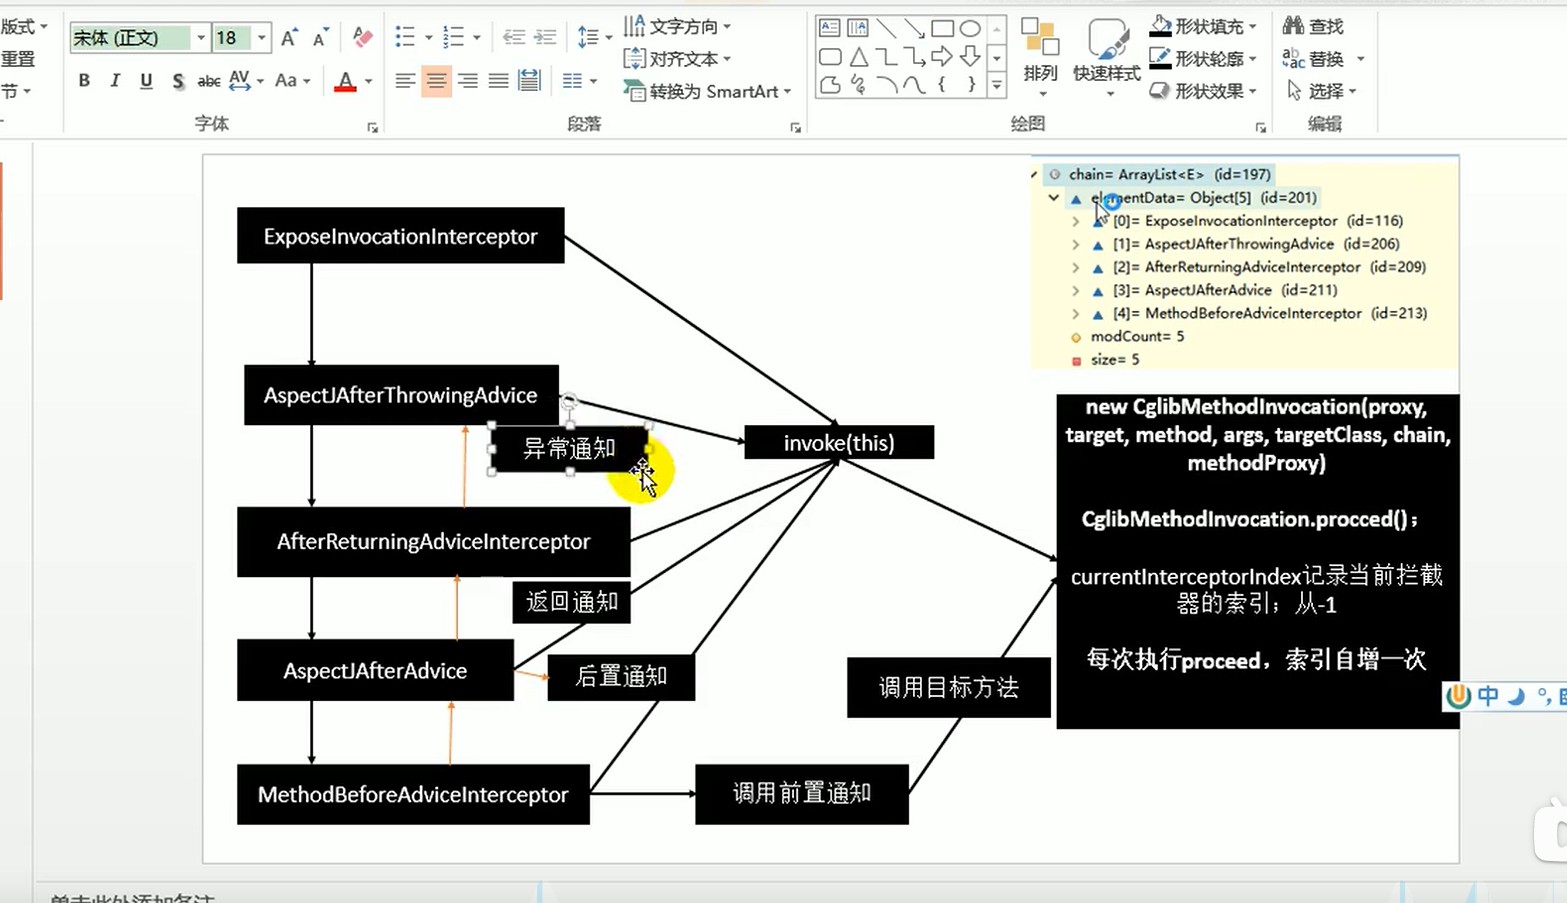 版式
重置
节
宋体 (正文)
18
A
A
B
I
U
S
abc
AV
Aa
A
字体
段落
文字方向
对齐文本
转换为 SmartArt
绘图
排列
快速样式
形状填充
形状轮廓
形状效果
查找
替换
选择
编辑
chain= ArrayList<E> (id=197)
elementData= Object[5] (id=201)
[0]= ExposeInvocationInterceptor (id=116)
[1]= AspectJAfterThrowingAdvice (id=206)
[2]= AfterReturningAdviceInterceptor (id=209)
[3]= AspectJAfterAdvice (id=211)
[4]= MethodBeforeAdviceInterceptor (id=213)
modCount= 5
size= 5
ExposeInvocationInterceptor
AspectJAfterThrowingAdvice
异常通知
invoke(this)
AfterReturningAdviceInterceptor
返回通知
AspectJAfterAdvice
后置通知
MethodBeforeAdviceInterceptor
调用前置通知
调用目标方法
new CglibMethodInvocation(proxy,
target, method, args, targetClass, chain,
methodProxy)
CglibMethodInvocation.procced()；
currentInterceptorIndex记录当前拦截
器的索引；从-1
每次执行proceed，索引自增一次
中
单击此处添加备注